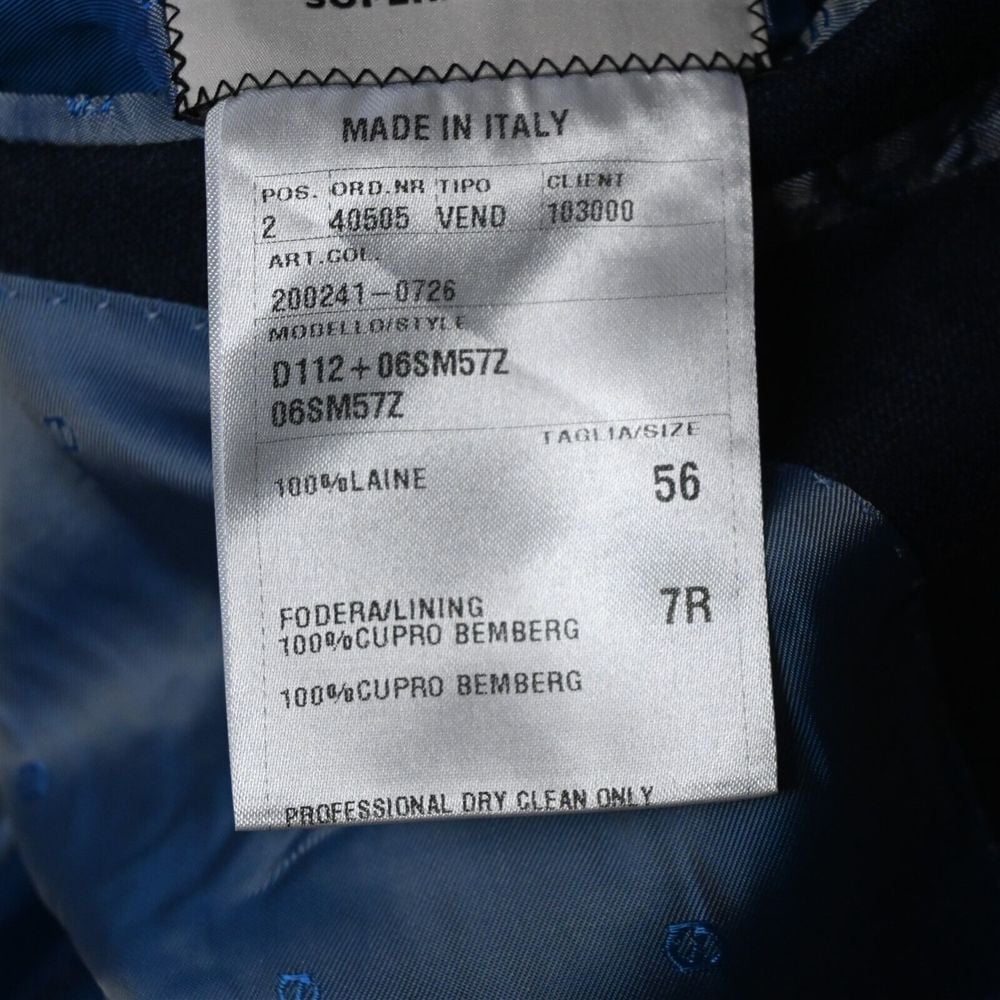 MADE IN ITALY
POS. ORD.NR TIPO CLIENT
2 40505 VEND 103000
ART.COL.
200241-0726
MODELLO/STYLE
D112+06SM57Z
06SM57Z
TAGLIA/SIZE
100%LAINE 56
FODERA/LINING 7R
100%CUPRO BEMBERG
100%CUPRO BEMBERG
PROFESSIONAL DRY CLEAN ONLY